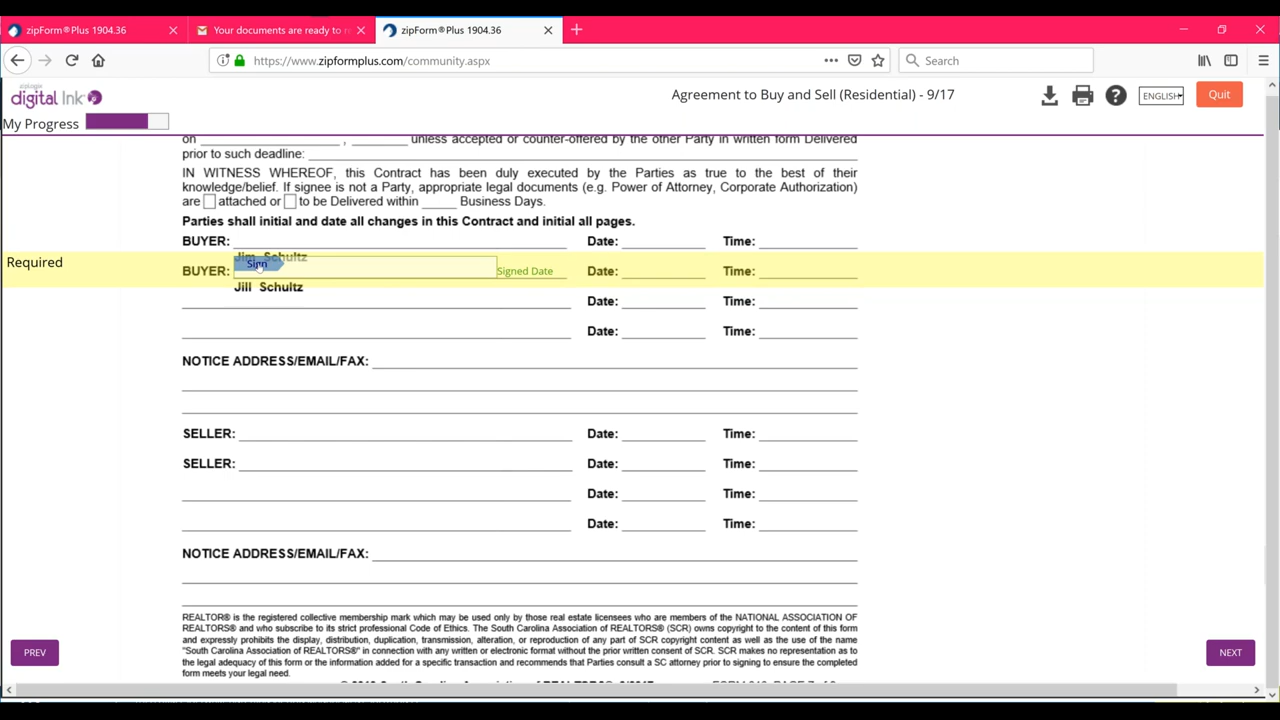 zipForm®Plus 1904.36
Your documents are ready to
zipForm®Plus 1904.36
https://www.zipformplus.com/community.aspx
Search
digital Ink
Agreement to Buy and Sell (Residential) - 9/17
ENGLISH
Quit
My Progress
on ____ , ____ unless accepted or counter-offered by the other Party in written form Delivered
prior to such deadline:
IN WITNESS WHEREOF, this Contract has been duly executed by the Parties as true to the best of their
knowledge/belief. If signee is not a Party, appropriate legal documents (e.g. Power of Attorney, Corporate Authorization)
are attached or to be Delivered within ____ Business Days.
Parties shall initial and date all changes in this Contract and initial all pages.
BUYER: Date: Time:
Jim Schultz
Required
BUYER: Sign Signed Date Date: Time:
Jill Schultz
Date: Time:
Date: Time:
NOTICE ADDRESS/EMAIL/FAX:
SELLER: Date: Time:
SELLER: Date: Time:
Date: Time:
Date: Time:
NOTICE ADDRESS/EMAIL/FAX:
REALTOR® is the registered collective membership mark which may be used only by those real estate licensees who are members of the NATIONAL ASSOCIATION OF
REALTORS® and who subscribe to its strict professional Code of Ethics. The South Carolina Association of REALTORS® (SCR) owns copyright to the content of this form
and expressly prohibits the display, distribution, duplication, transmission, alteration, or reproduction of any part of SCR copyright content as well as the use of the name
"South Carolina Association of REALTORS®" in connection with any written or electronic format without the prior written consent of SCR. SCR makes no representation as to
the legal adequacy of this form or the information added for a specific transaction and recommends that Parties consult a SC attorney prior to signing to ensure the completed
form meets your legal need.
PREV
NEXT